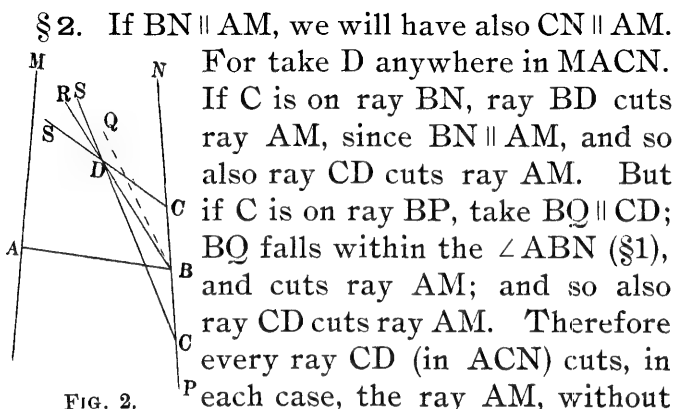 §2. If BN ⦀ AM, we will have also CN ⦀ AM.
For take D anywhere in MACN.
If C is on ray BN, ray BD cuts
ray AM, since BN ⦀ AM, and so
also ray CD cuts ray AM. But
if C is on ray BP, take BQ ∥ CD;
BQ falls within the ∠ABN (§1),
and cuts ray AM; and so also
ray CD cuts ray AM. Therefore
every ray CD (in ACN) cuts, in
each case, the ray AM, without
M
N
R S
Q
S
D
C
A
B
C
P
FIG. 2.